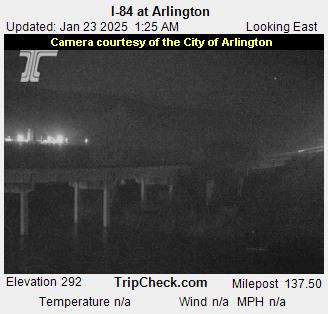 I-84 at Arlington
Updated: Jan 23 2025 1:25 AM Looking East
Camera courtesy of the City of Arlington
Elevation 292 TripCheck.com Milepost 137.50
Temperature n/a Wind n/a MPH n/a